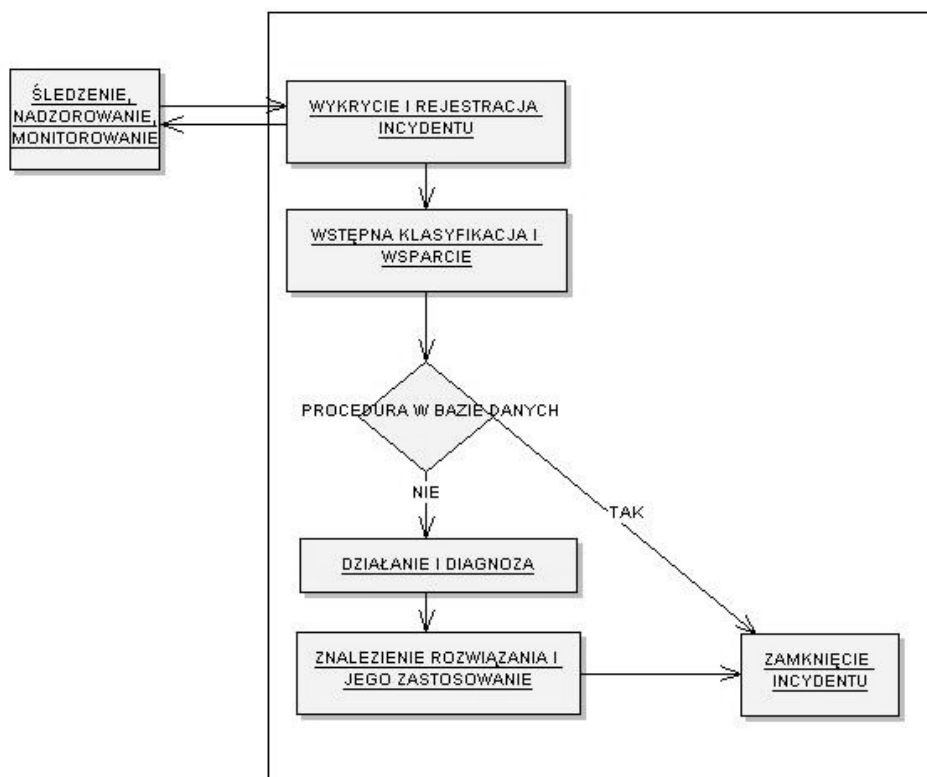 ŚLEDZENIE,
NADZOROWANIE,
MONITOROWANIE
WYKRYCIE I REJESTRACJA
INCYDENTU
WSTĘPNA KLASYFIKACJA I
WSPARCIE
PROCEDURA W BAZIE DANYCH
NIE
TAK
DZIAŁANIE I DIAGNOZA
ZNALEZIENIE ROZWIĄZANIA I
JEGO ZASTOSOWANIE
ZAMKNIĘCIE
INCYDENTU